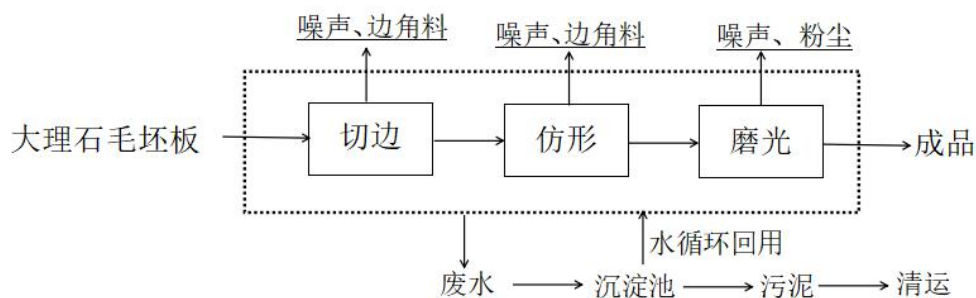 噪声、边角料
噪声、边角料
噪声、粉尘
大理石毛坯板
切边
仿形
磨光
成品
水循环回用
废水
沉淀池
污泥
清运